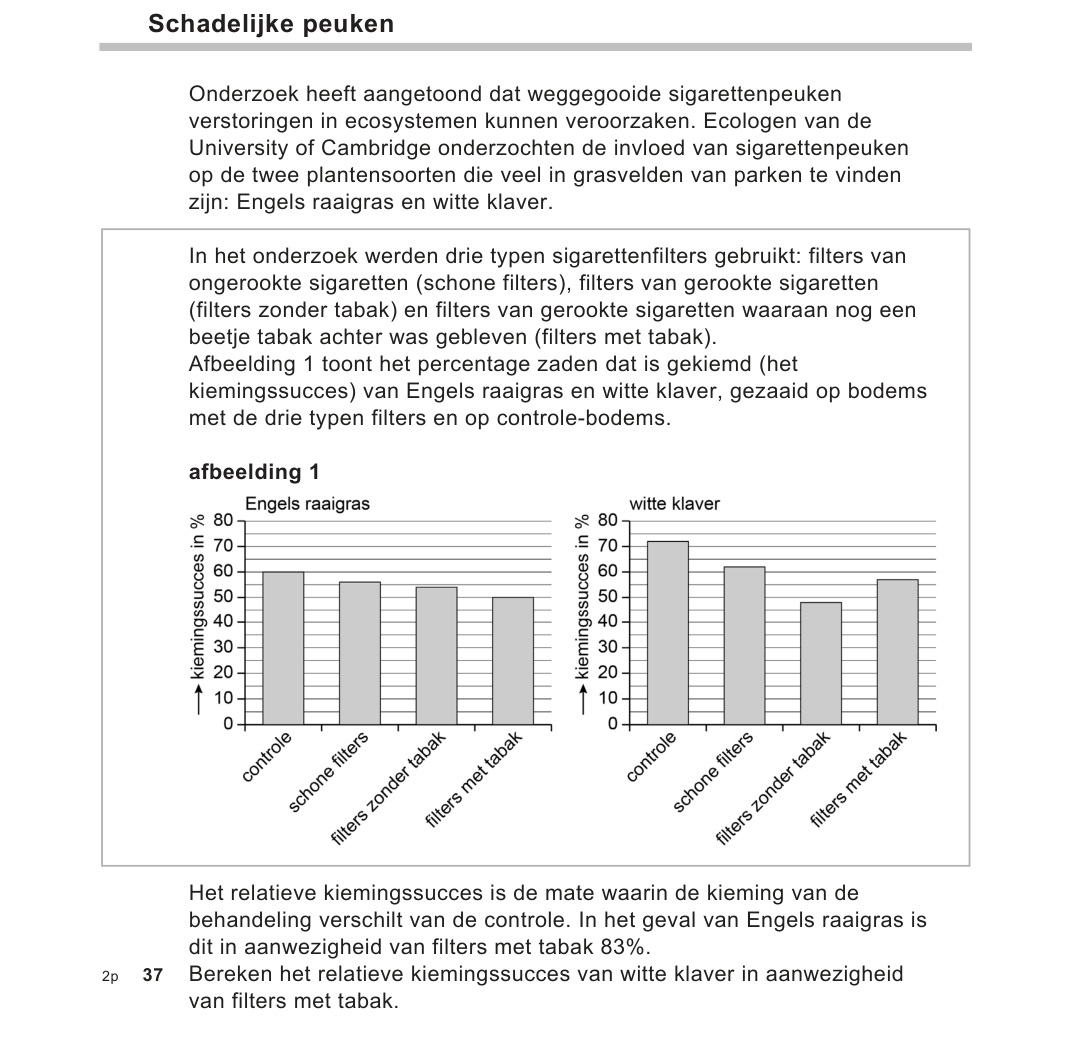 Schadelijke peuken
Onderzoek heeft aangetoond dat weggegooide sigarettenpeuken
verstoringen in ecosystemen kunnen veroorzaken. Ecologen van de
University of Cambridge onderzochten de invloed van sigarettenpeuken
op de twee plantensoorten die veel in grasvelden van parken te vinden
zijn: Engels raaigras en witte klaver.
In het onderzoek werden drie typen sigarettenfilters gebruikt: filters van
ongerookte sigaretten (schone filters), filters van gerookte sigaretten
(filters zonder tabak) en filters van gerookte sigaretten waaraan nog een
beetje tabak achter was gebleven (filters met tabak).
Afbeelding 1 toont het percentage zaden dat is gekiemd (het
kiemingssucces) van Engels raaigras en witte klaver, gezaaid op bodems
met de drie typen filters en op controle-bodems.
afbeelding 1
Engels raaigras
kiemingssucces in %
80
70
60
50
40
30
20
10
0
controle
schone filters
filters zonder tabak
filters met tabak
witte klaver
kiemingssucces in %
80
70
60
50
40
30
20
10
0
controle
schone filters
filters zonder tabak
filters met tabak
Het relatieve kiemingssucces is de mate waarin de kieming van de
behandeling verschilt van de controle. In het geval van Engels raaigras is
dit in aanwezigheid van filters met tabak 83%.
2p 37 Bereken het relatieve kiemingssucces van witte klaver in aanwezigheid
van filters met tabak.